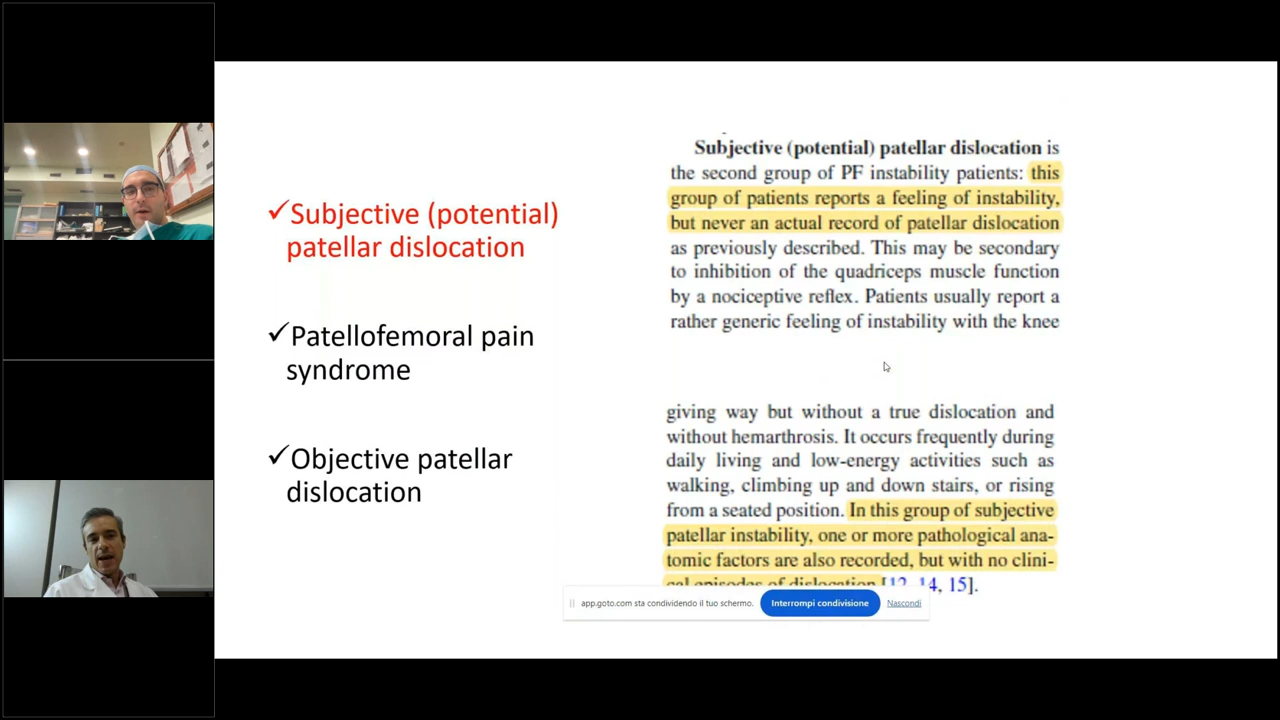 ✓Subjective (potential)
patellar dislocation
✓Patellofemoral pain
syndrome
✓Objective patellar
dislocation
Subjective (potential) patellar dislocation is
the second group of PF instability patients: this
group of patients reports a feeling of instability,
but never an actual record of patellar dislocation
as previously described. This may be secondary
to inhibition of the quadriceps muscle function
by a nociceptive reflex. Patients usually report a
rather generic feeling of instability with the knee
giving way but without a true dislocation and
without hemarthrosis. It occurs frequently during
daily living and low-energy activities such as
walking, climbing up and down stairs, or rising
from a seated position. In this group of subjective
patellar instability, one or more pathological ana-
tomic factors are also recorded, but with no clini-
cal episodes of dislocation [12, 14, 15].
app.goto.com sta condividendo il tuo schermo.
Interrompi condivisione
Nascondi